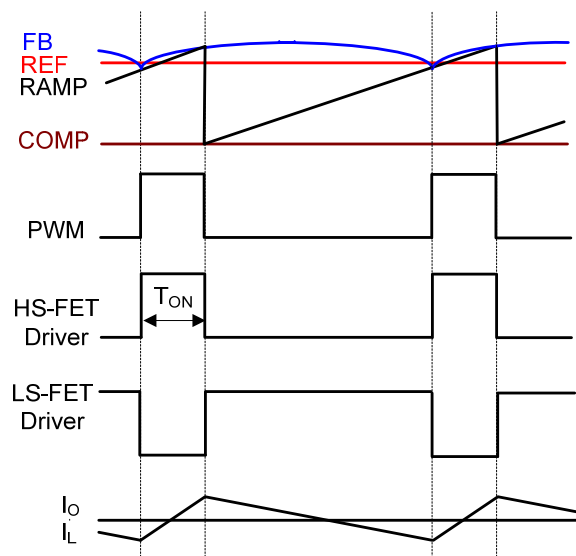 FB
REF
RAMP
COMP
PWM
HS-FET
Driver
TON
LS-FET
Driver
IO
IL